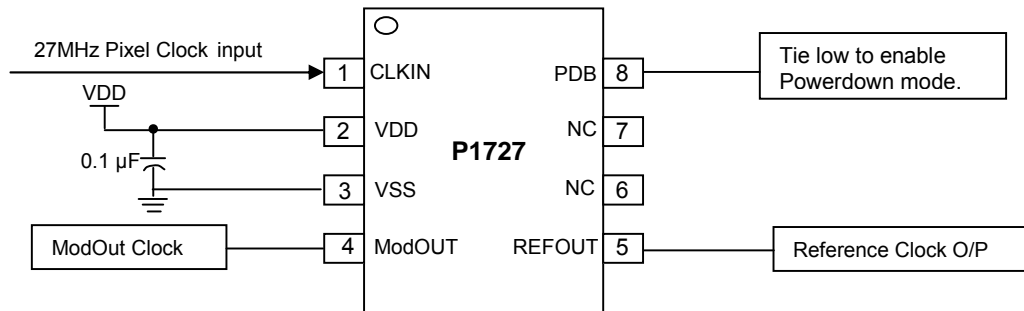 27MHz Pixel Clock input
VDD
0.1 µF
1 CLKIN
2 VDD
3 VSS
4 ModOUT
ModOut Clock
P1727
PDB 8
NC 7
NC 6
REFOUT 5
Tie low to enable
Powerdown mode.
Reference Clock O/P